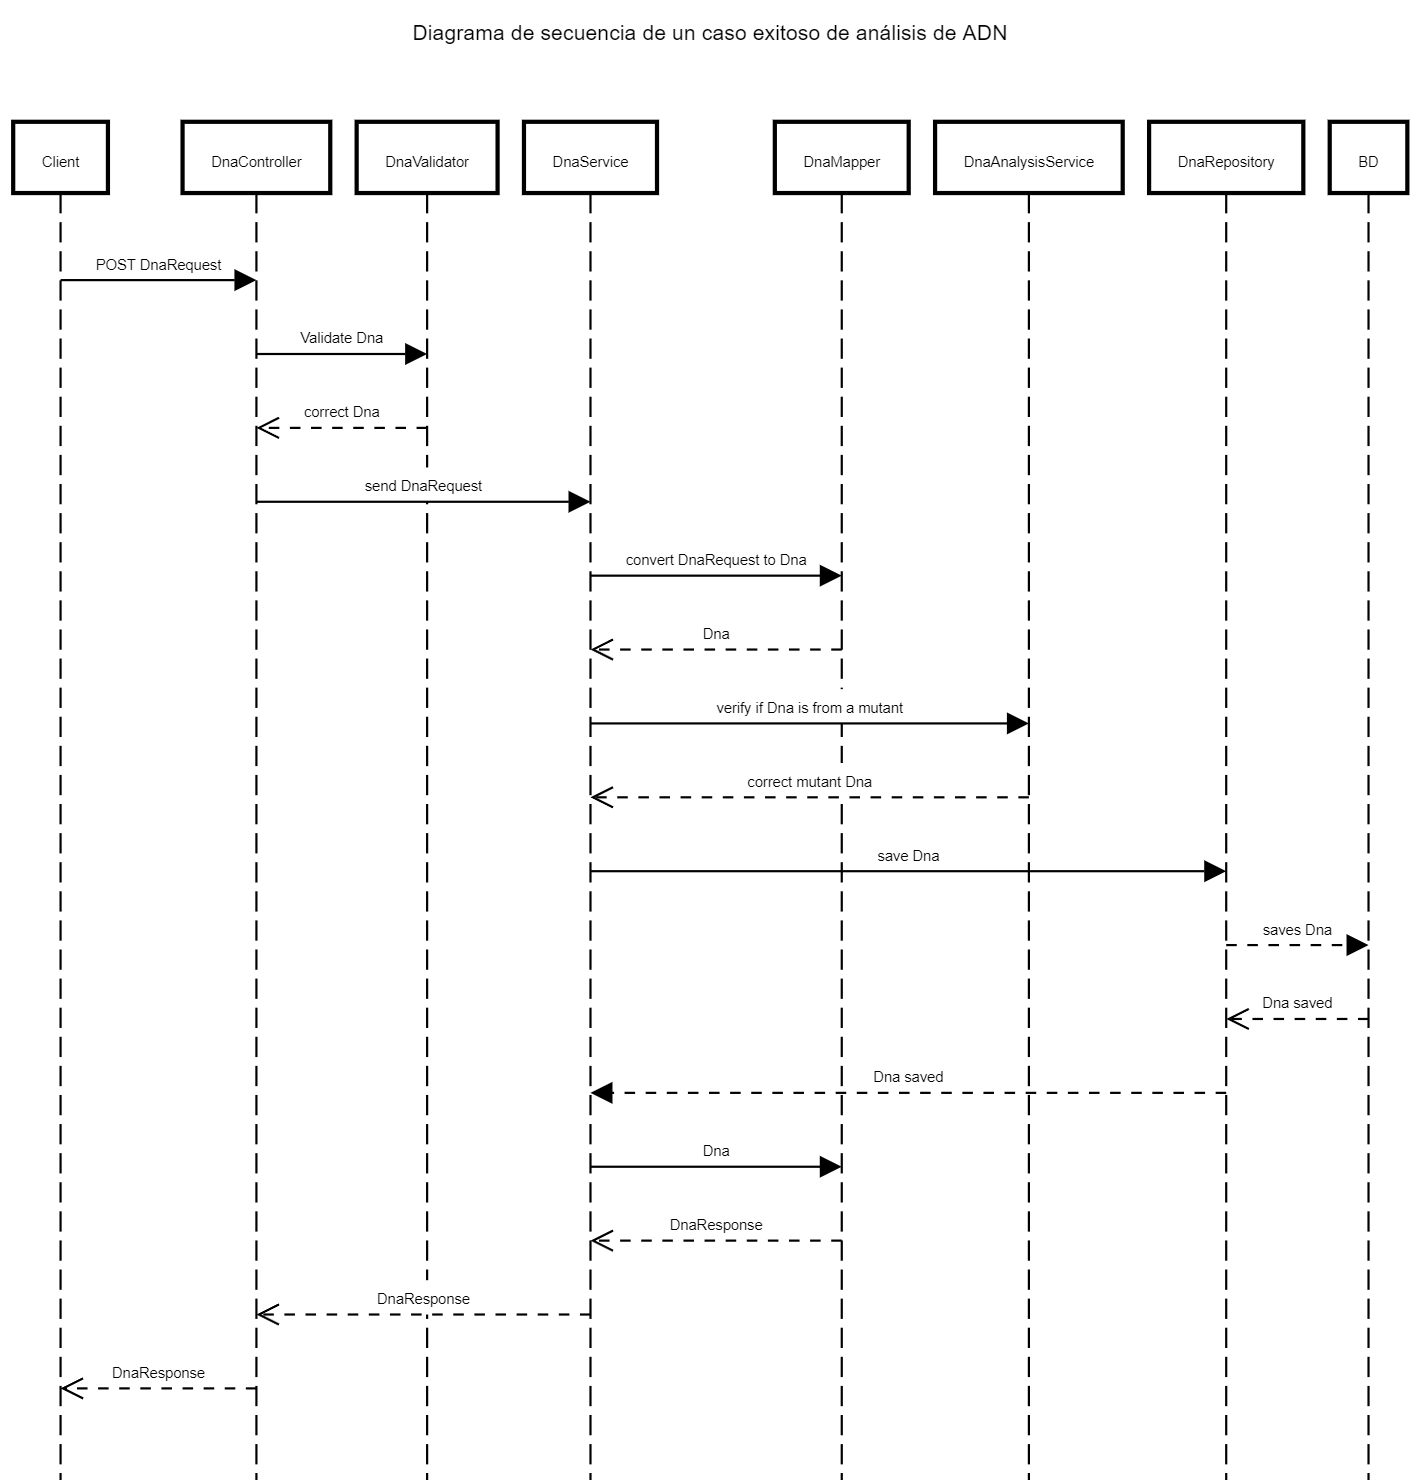 Diagrama de secuencia de un caso exitoso de análisis de ADN
Client
DnaController
DnaValidator
DnaService
DnaMapper
DnaAnalysisService
DnaRepository
BD
POST DnaRequest
Validate Dna
correct Dna
send DnaRequest
convert DnaRequest to Dna
Dna
verify if Dna is from a mutant
correct mutant Dna
save Dna
saves Dna
Dna saved
Dna saved
Dna
DnaResponse
DnaResponse
DnaResponse